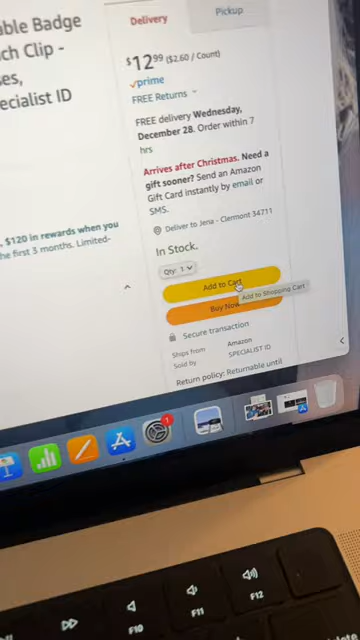 able Badge
ch Clip -
es,
ecialist ID
Delivery
Pickup
$12⁹⁹ ($2.60 / Count)
prime
FREE Returns
FREE delivery Wednesday,
December 28. Order within 7
hrs
Arrives after Christmas. Need a
gift sooner? Send an Amazon
Gift Card instantly by email or
SMS.
Deliver to Jena - Clermont 34711
, $120 in rewards when you
he first 3 months. Limited-
In Stock.
Qty: 1
Add to Cart
Add to Shopping Cart
Buy Now
Secure transaction
Ships from Amazon
Sold by SPECIALIST ID
Return policy: Returnable until
1
F10
F11
F12